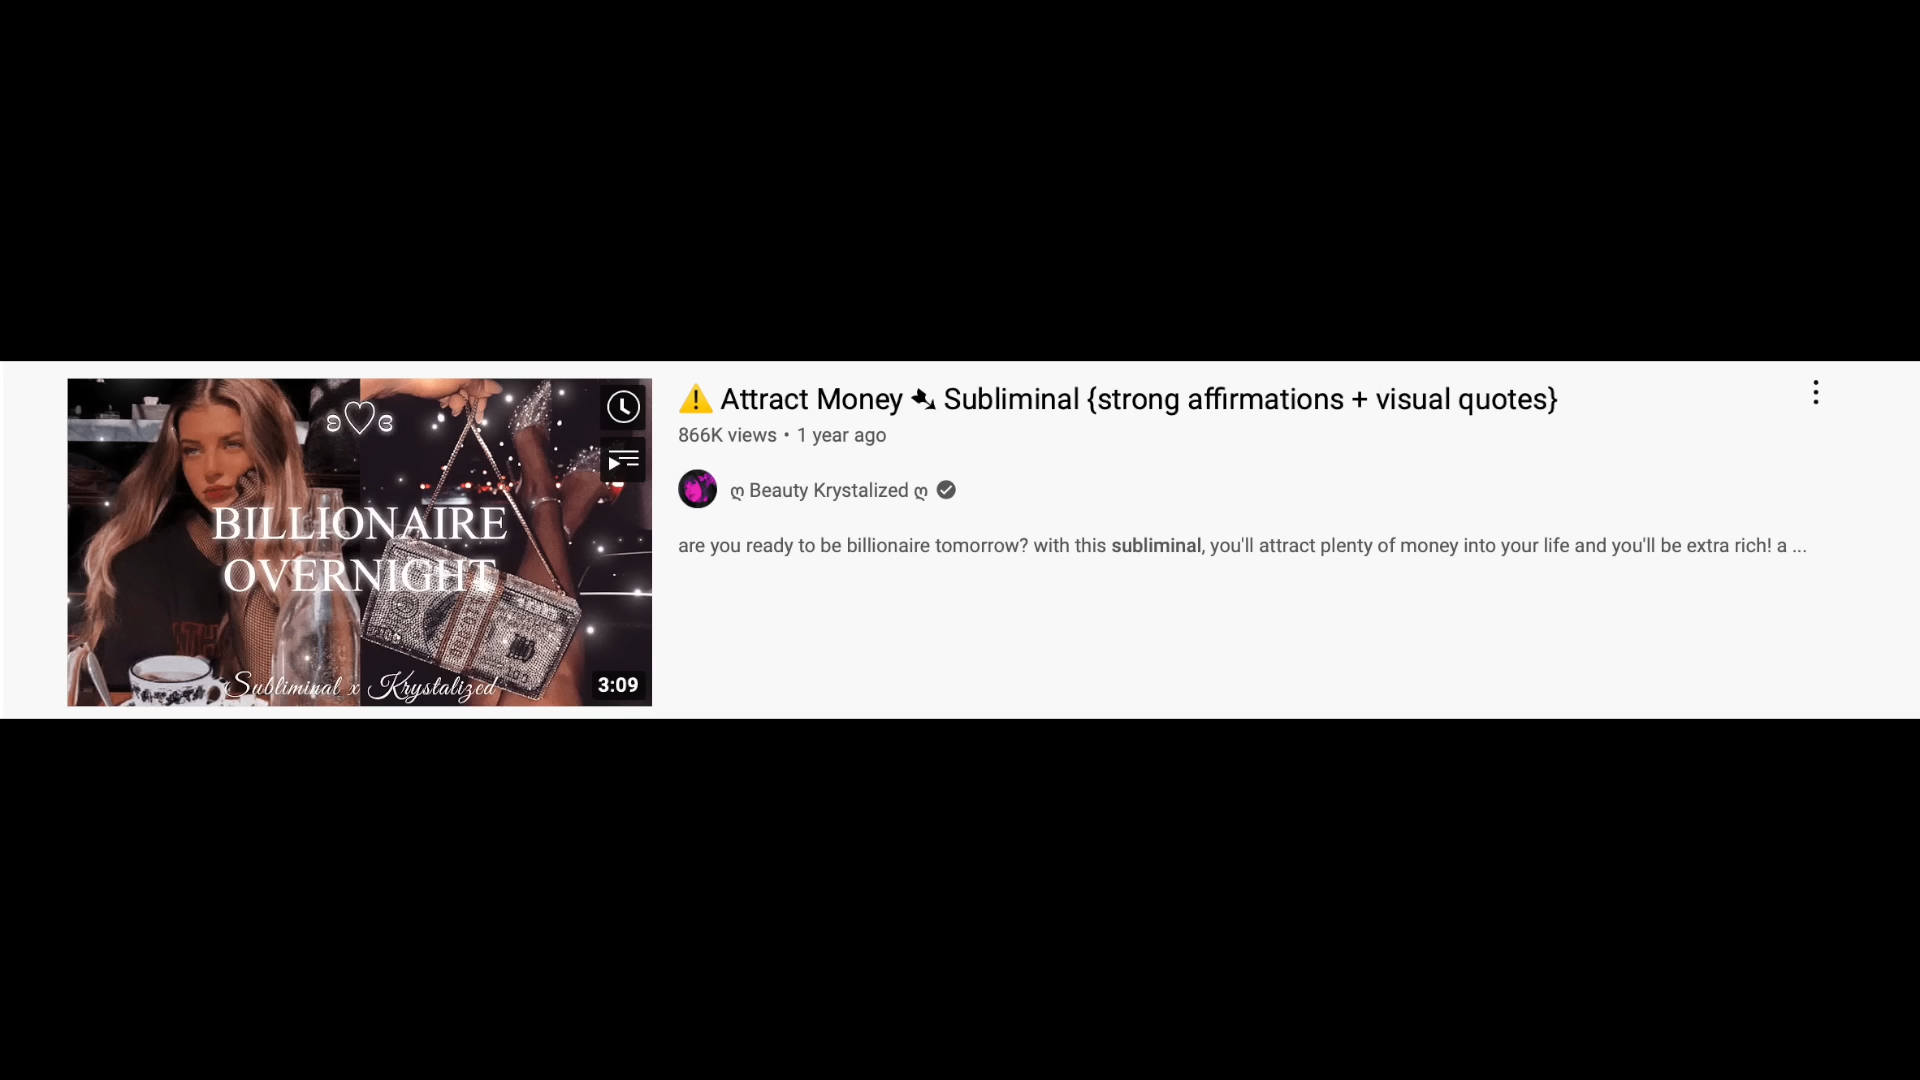 ⚠️ Attract Money ➴ Subliminal {strong affirmations + visual quotes}
866K views • 1 year ago
ღ Beauty Krystalized ღ
are you ready to be billionaire tomorrow? with this subliminal, you'll attract plenty of money into your life and you'll be extra rich! a ...
ʚ♡ɞ
BILLIONAIRE
OVERNIGHT
Subliminal x Krystalized
3:09